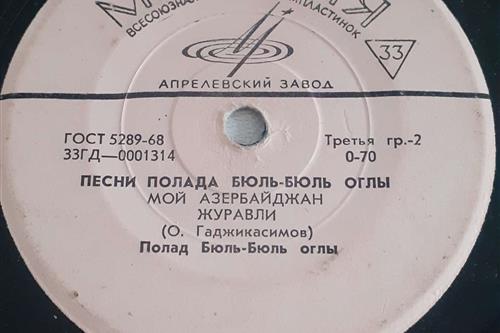 МЕЛОДИЯ
ВСЕСОЮЗНАЯ ПЛАСТИНОК
33
АПРЕЛЕВСКИЙ ЗАВОД
ГОСТ 5289-68
Третья гр.-2
33ГД—0001314
0-70
ПЕСНИ ПОЛАДА БЮЛЬ-БЮЛЬ ОГЛЫ
МОЙ АЗЕРБАЙДЖАН
ЖУРАВЛИ
(О. Гаджикасимов)
Полад Бюль-Бюль оглы